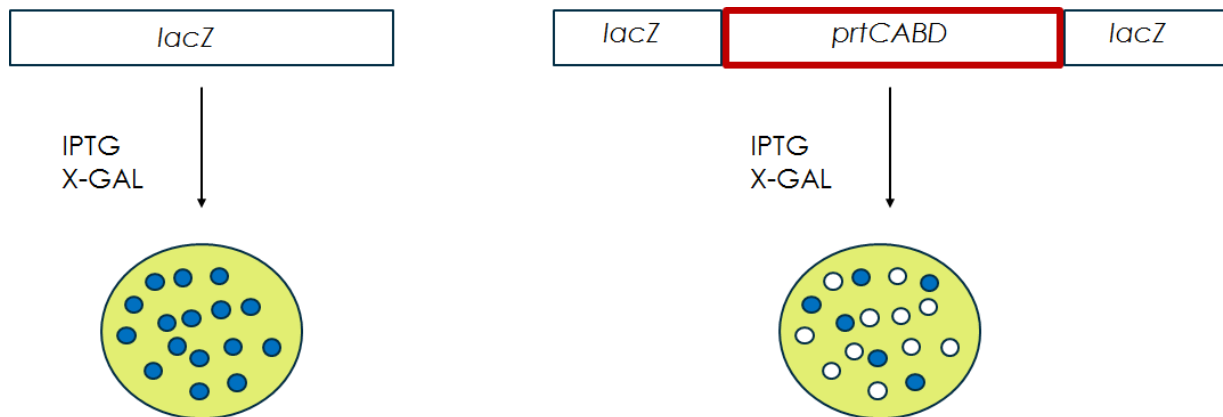 lacZ
lacZ prtCABD lacZ
IPTG
X-GAL
IPTG
X-GAL